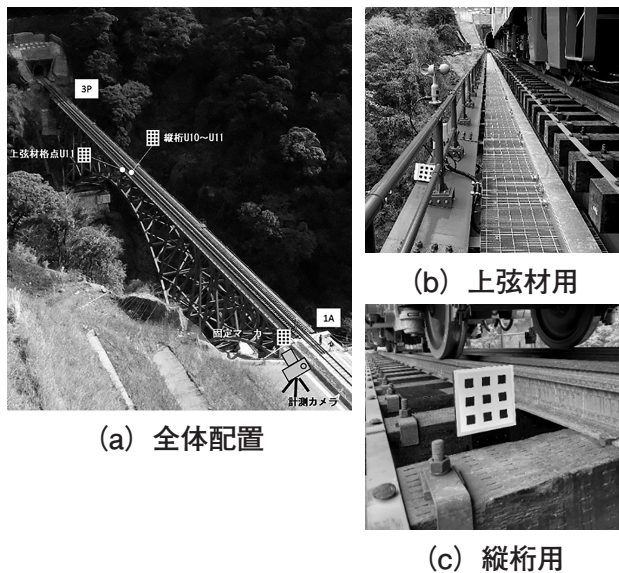 3P
縦桁U10～U11
上弦材格点U11
1A
固定マーカー
計測カメラ
(a) 全体配置
(b) 上弦材用
(c) 縦桁用